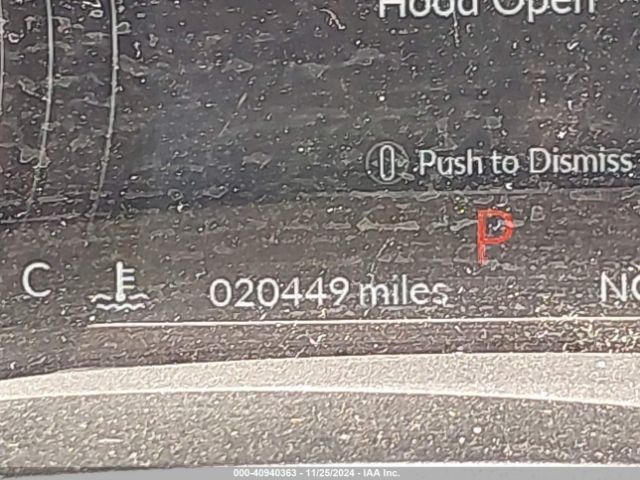 Hood Open
Push to Dismiss
P
C
020449 miles
000-40940363 - 11/25/2024 - IAA Inc.